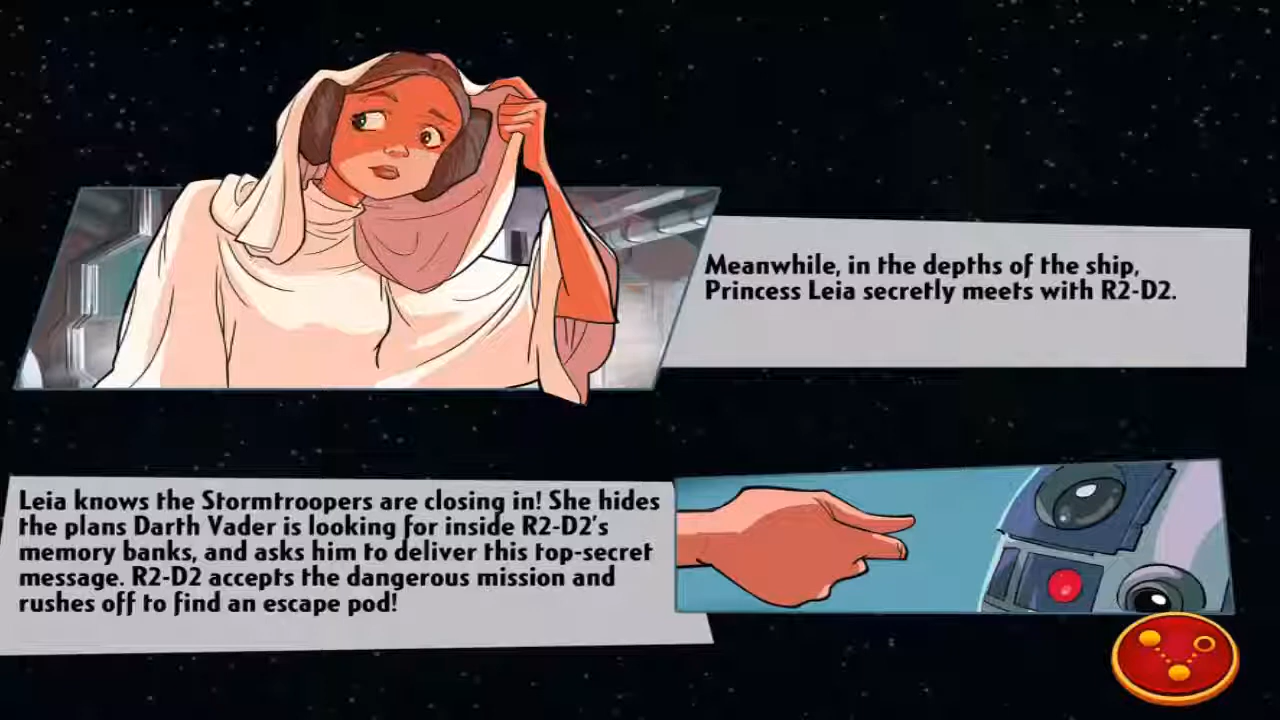 Meanwhile, in the depths of the ship,
Princess Leia secretly meets with R2-D2.
Leia knows the Stormtroopers are closing in! She hides
the plans Darth Vader is looking for inside R2-D2's
memory banks, and asks him to deliver this top-secret
message. R2-D2 accepts the dangerous mission and
rushes off to find an escape pod!